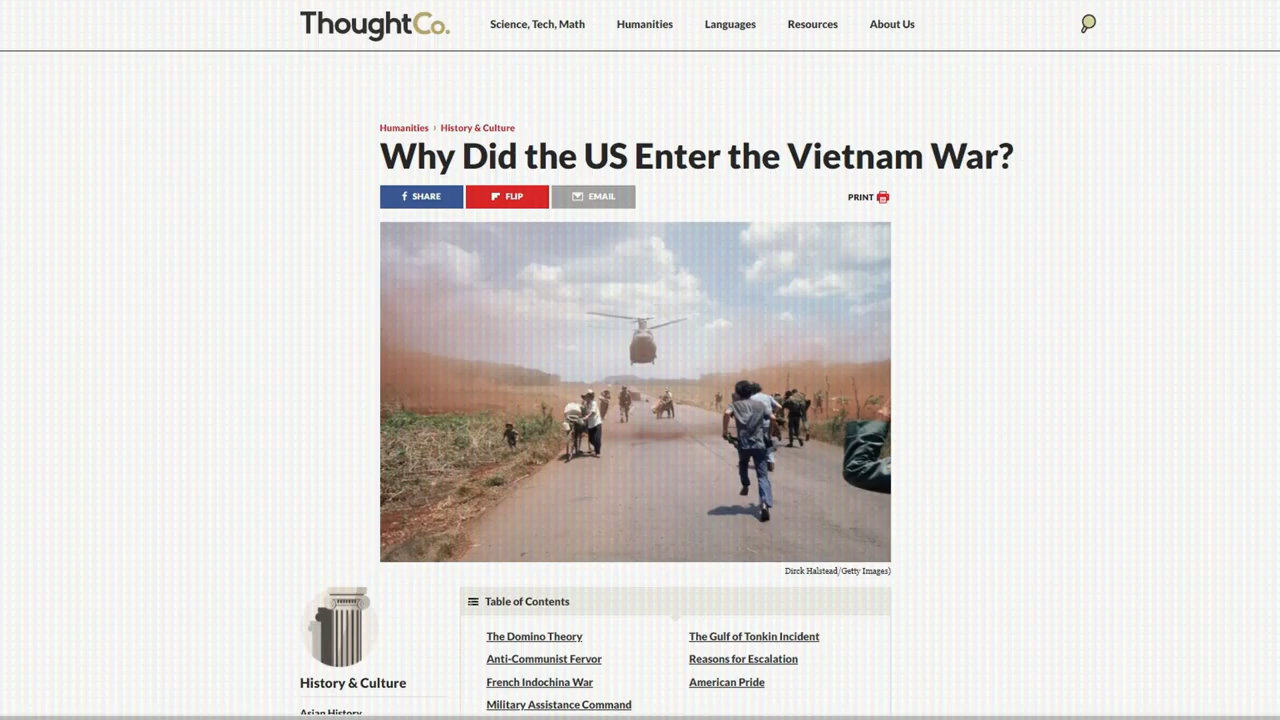 ThoughtCo.
Science, Tech, Math Humanities Languages Resources About Us
Humanities › History & Culture
Why Did the US Enter the Vietnam War?
SHARE FLIP EMAIL PRINT
Dirck Halstead/Getty Images)
Table of Contents
The Domino Theory
Anti-Communist Fervor
French Indochina War
Military Assistance Command
The Gulf of Tonkin Incident
Reasons for Escalation
American Pride
History & Culture
Asian History